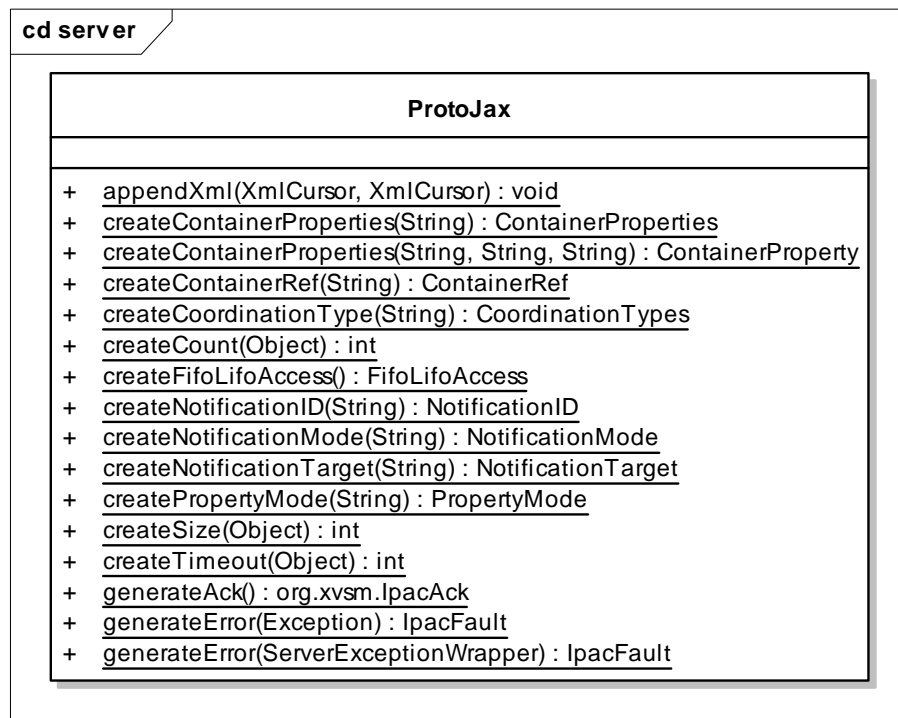 cd server
ProtoJax
+ appendXml(XmlCursor, XmlCursor) : void
+ createContainerProperties(String) : ContainerProperties
+ createContainerProperties(String, String, String) : ContainerProperty
+ createContainerRef(String) : ContainerRef
+ createCoordinationType(String) : CoordinationTypes
+ createCount(Object) : int
+ createFifoLifoAccess() : FifoLifoAccess
+ createNotificationID(String) : NotificationID
+ createNotificationMode(String) : NotificationMode
+ createNotificationTarget(String) : NotificationTarget
+ createPropertyMode(String) : PropertyMode
+ createSize(Object) : int
+ createTimeout(Object) : int
+ generateAck() : org.xvsm.IpacAck
+ generateError(Exception) : IpacFault
+ generateError(ServerExceptionWrapper) : IpacFault